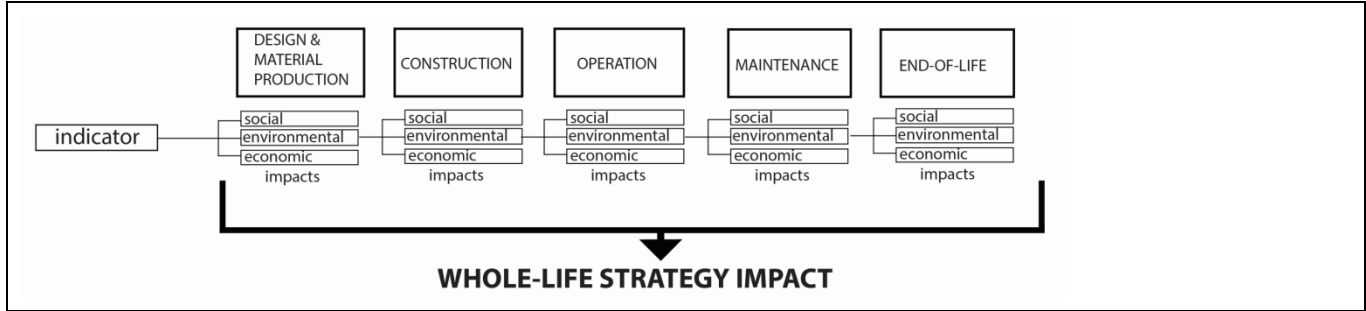 DESIGN &
MATERIAL
PRODUCTION
CONSTRUCTION
OPERATION
MAINTENANCE
END-OF-LIFE
indicator
social
environmental
economic
impacts
social
environmental
economic
impacts
social
environmental
economic
impacts
social
environmental
economic
impacts
social
environmental
economic
impacts
WHOLE-LIFE STRATEGY IMPACT